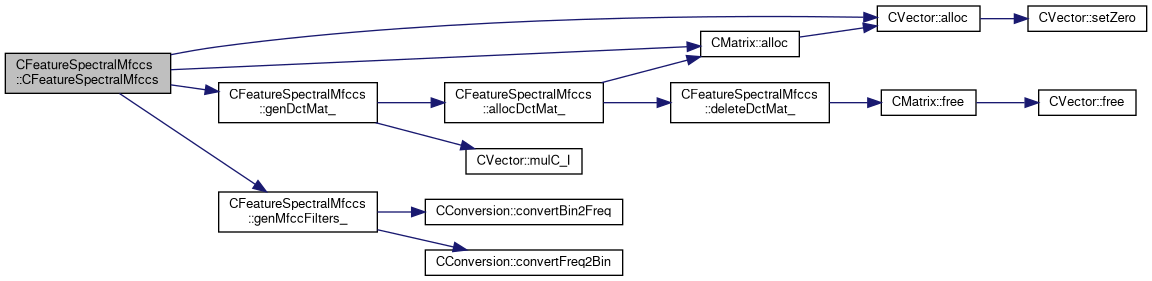 CFeatureSpectralMfccs
::CFeatureSpectralMfccs
CVector::alloc
CVector::setZero
CMatrix::alloc
CFeatureSpectralMfccs
::genDctMat_
CFeatureSpectralMfccs
::allocDctMat_
CFeatureSpectralMfccs
::deleteDctMat_
CMatrix::free
CVector::free
CVector::mulC_I
CFeatureSpectralMfccs
::genMfccFilters_
CConversion::convertBin2Freq
CConversion::convertFreq2Bin